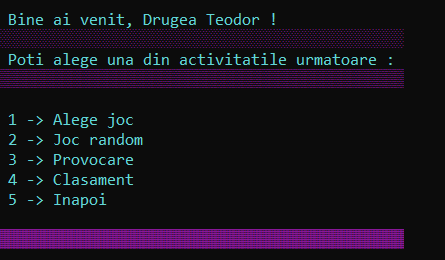 Bine ai venit, Drugea Teodor !
Poti alege una din activitatile urmatoare :
1 -> Alege joc
2 -> Joc random
3 -> Provocare
4 -> Clasament
5 -> Inapoi